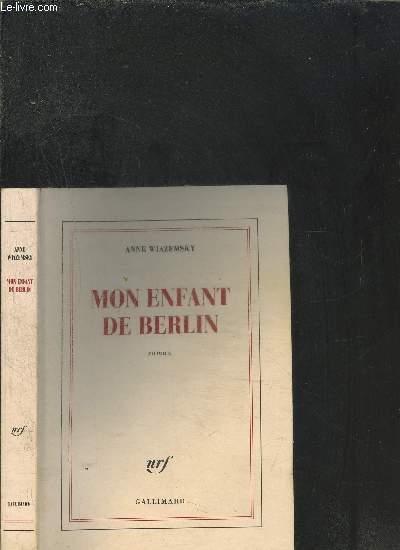 Le-livre.com
ANNE
WIAZEMSKY
MON ENFANT
DE BERLIN
nrf
GALLIMARD
ANNE WIAZEMSKY
MON ENFANT
DE BERLIN
roman
nrf
GALLIMARD